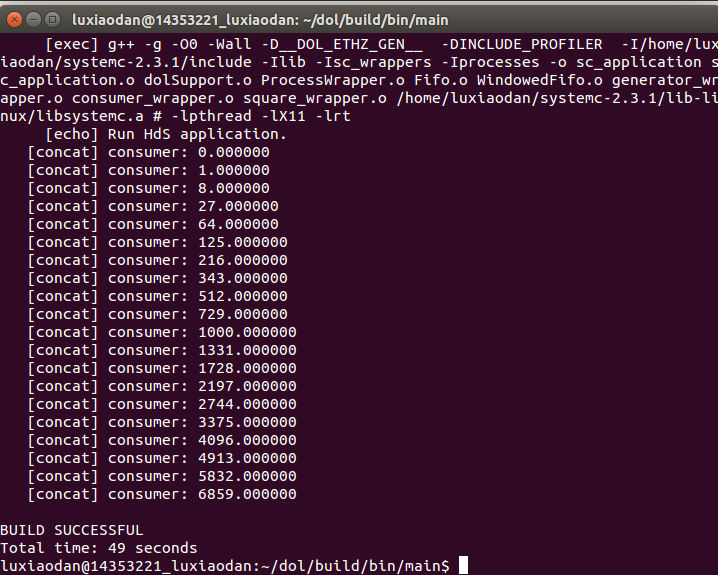 luxiaodan@14353221_luxiaodan: ~/dol/build/bin/main
[exec] g++ -g -O0 -Wall -D__DOL_ETHZ_GEN__  -DINCLUDE_PROFILER  -I/home/lux
iaodan/systemc-2.3.1/include -Ilib -Isc_wrappers -Iprocesses -o sc_application s
c_application.o dolSupport.o ProcessWrapper.o Fifo.o WindowedFifo.o generator_wr
apper.o consumer_wrapper.o square_wrapper.o /home/luxiaodan/systemc-2.3.1/lib-li
nux/libsystemc.a # -lpthread -lX11 -lrt
[echo] Run HdS application.
[concat] consumer: 0.000000
[concat] consumer: 1.000000
[concat] consumer: 8.000000
[concat] consumer: 27.000000
[concat] consumer: 64.000000
[concat] consumer: 125.000000
[concat] consumer: 216.000000
[concat] consumer: 343.000000
[concat] consumer: 512.000000
[concat] consumer: 729.000000
[concat] consumer: 1000.000000
[concat] consumer: 1331.000000
[concat] consumer: 1728.000000
[concat] consumer: 2197.000000
[concat] consumer: 2744.000000
[concat] consumer: 3375.000000
[concat] consumer: 4096.000000
[concat] consumer: 4913.000000
[concat] consumer: 5832.000000
[concat] consumer: 6859.000000
BUILD SUCCESSFUL
Total time: 49 seconds
luxiaodan@14353221_luxiaodan:~/dol/build/bin/main$